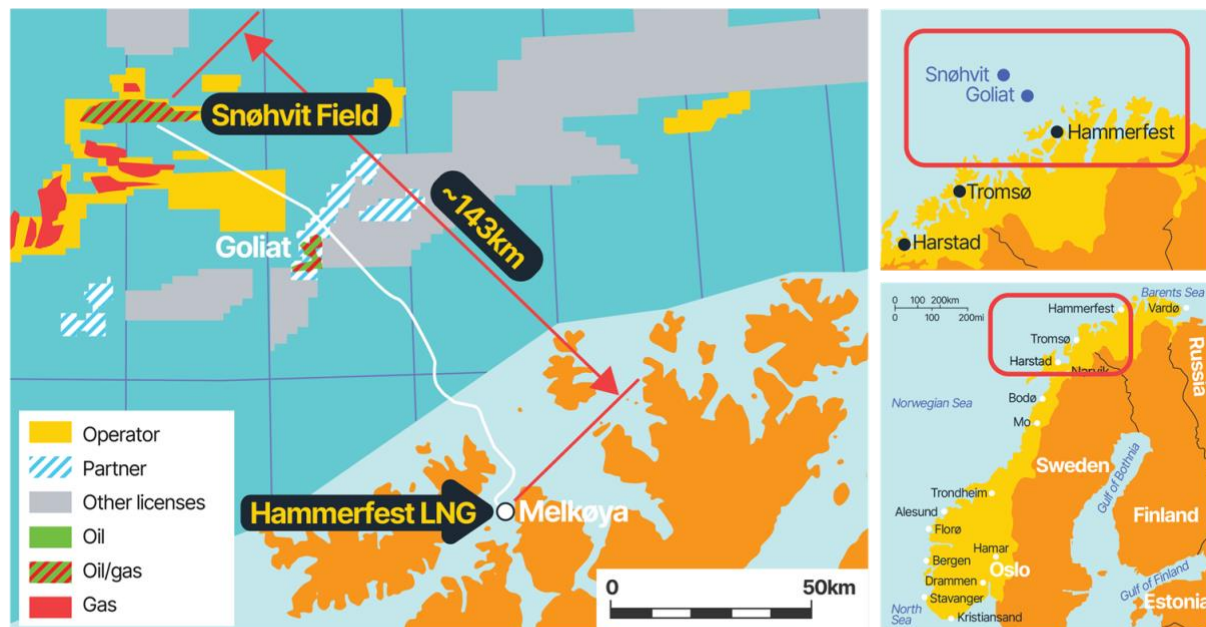 Snøhvit Field
~143km
Goliat
Hammerfest LNG
Melkøya
Operator
Partner
Other licenses
Oil
Oil/gas
Gas
0 50km
Snøhvit
Goliat
Hammerfest
Tromsø
Harstad
0 100 200km
0 100 200mi
Barents Sea
Hammerfest
Vardø
Tromsø
Harstad
Narvik
Russia
Norwegian Sea
Bodø
Mo
Sweden
Gulf of Bothnia
Trondheim
Alesund
Florø
Finland
Hamar
Bergen
Oslo
Drammen
Gulf of Finland
Stavanger
Estonia
North
Sea
Kristiansand